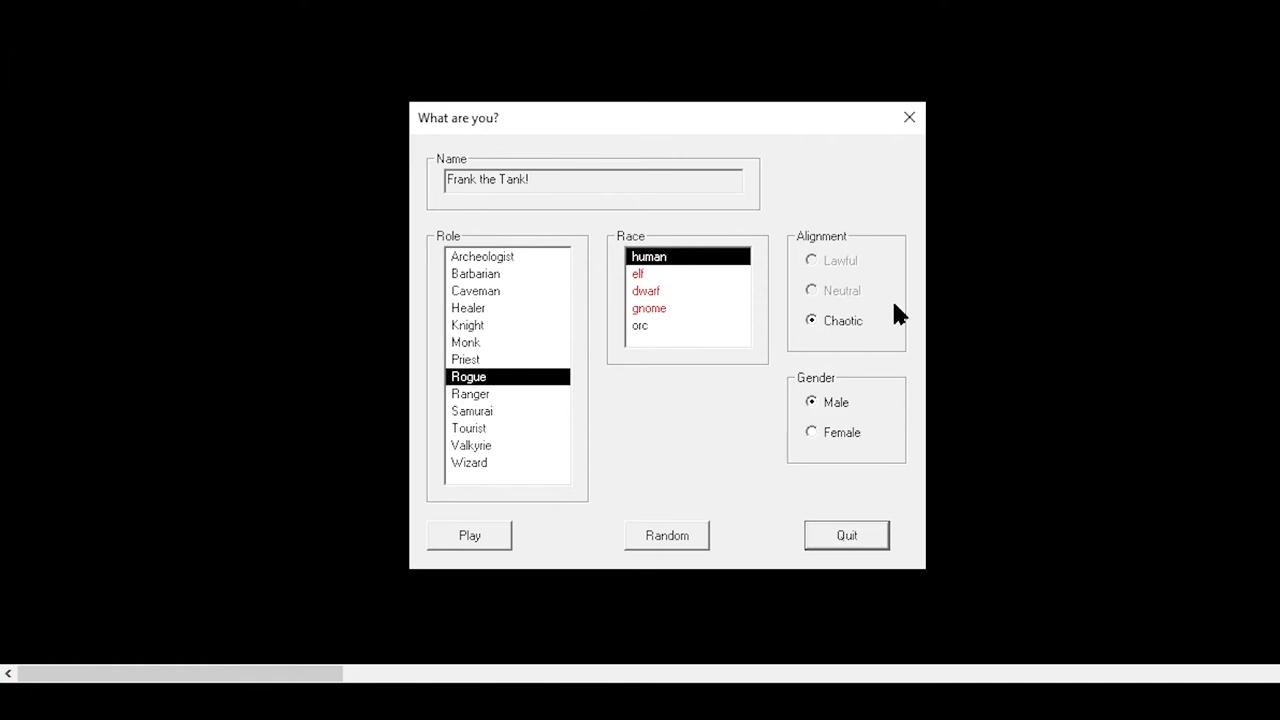 What are you?
Name
Frank the Tank!
Role
Archeologist
Barbarian
Caveman
Healer
Knight
Monk
Priest
Rogue
Ranger
Samurai
Tourist
Valkyrie
Wizard
Race
human
elf
dwarf
gnome
orc
Alignment
Lawful
Neutral
Chaotic
Gender
Male
Female
Play
Random
Quit